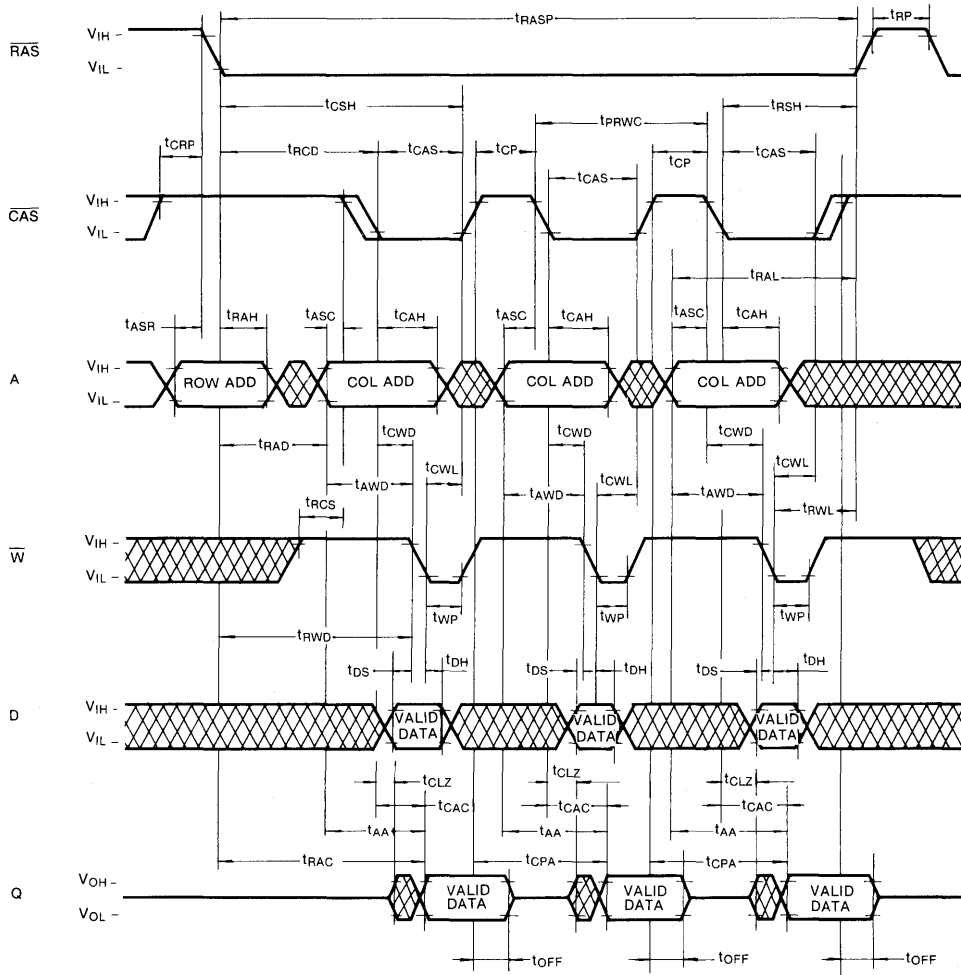 tRASP
tRP
RAS
VIH -
VIL -
tCSH
tRSH
tPRWC
tCRP
tRCD
tCAS
tCP
tCP
tCAS
tCAS
CAS
VIH -
VIL -
tRAL
tASR
tRAH
tASC
tCAH
tASC
tCAH
tASC
tCAH
A
VIH -
VIL -
ROW ADD
COL ADD
COL ADD
COL ADD
tRAD
tCWD
tCWD
tCWD
tCWL
tCWL
tCWL
tAWD
tAWD
tAWD
tRCS
tRWL
W
VIH -
VIL -
tWP
tWP
tWP
tRWD
tDS
tDH
tDS
tDH
tDS
tDH
D
VIH -
VIL -
VALID
DATA
VALID
DATA
VALID
DATA
tCLZ
tCLZ
tCLZ
tCAC
tCAC
tCAC
tAA
tAA
tAA
tRAC
tCPA
tCPA
Q
VOH -
VOL -
VALID
DATA
VALID
DATA
VALID
DATA
tOFF
tOFF
tOFF